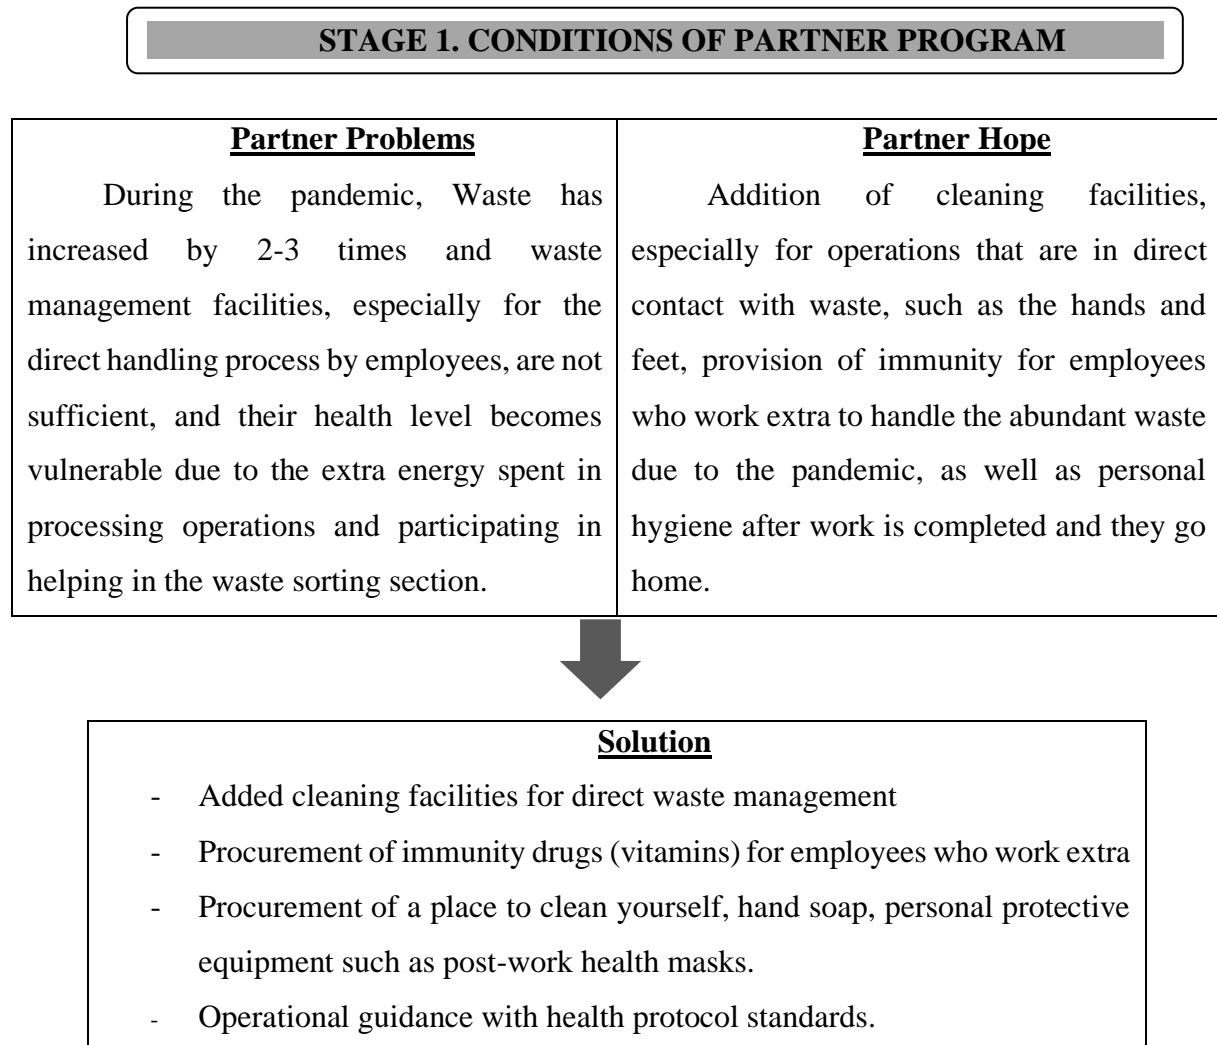 STAGE 1. CONDITIONS OF PARTNER PROGRAM
Partner Problems
During the pandemic, Waste has
increased by 2-3 times and waste
management facilities, especially for the
direct handling process by employees, are not
sufficient, and their health level becomes
vulnerable due to the extra energy spent in
processing operations and participating in
helping in the waste sorting section.
Partner Hope
Addition of cleaning facilities,
especially for operations that are in direct
contact with waste, such as the hands and
feet, provision of immunity for employees
who work extra to handle the abundant waste
due to the pandemic, as well as personal
hygiene after work is completed and they go
home.
Solution
- Added cleaning facilities for direct waste management
- Procurement of immunity drugs (vitamins) for employees who work extra
- Procurement of a place to clean yourself, hand soap, personal protective
equipment such as post-work health masks.
- Operational guidance with health protocol standards.